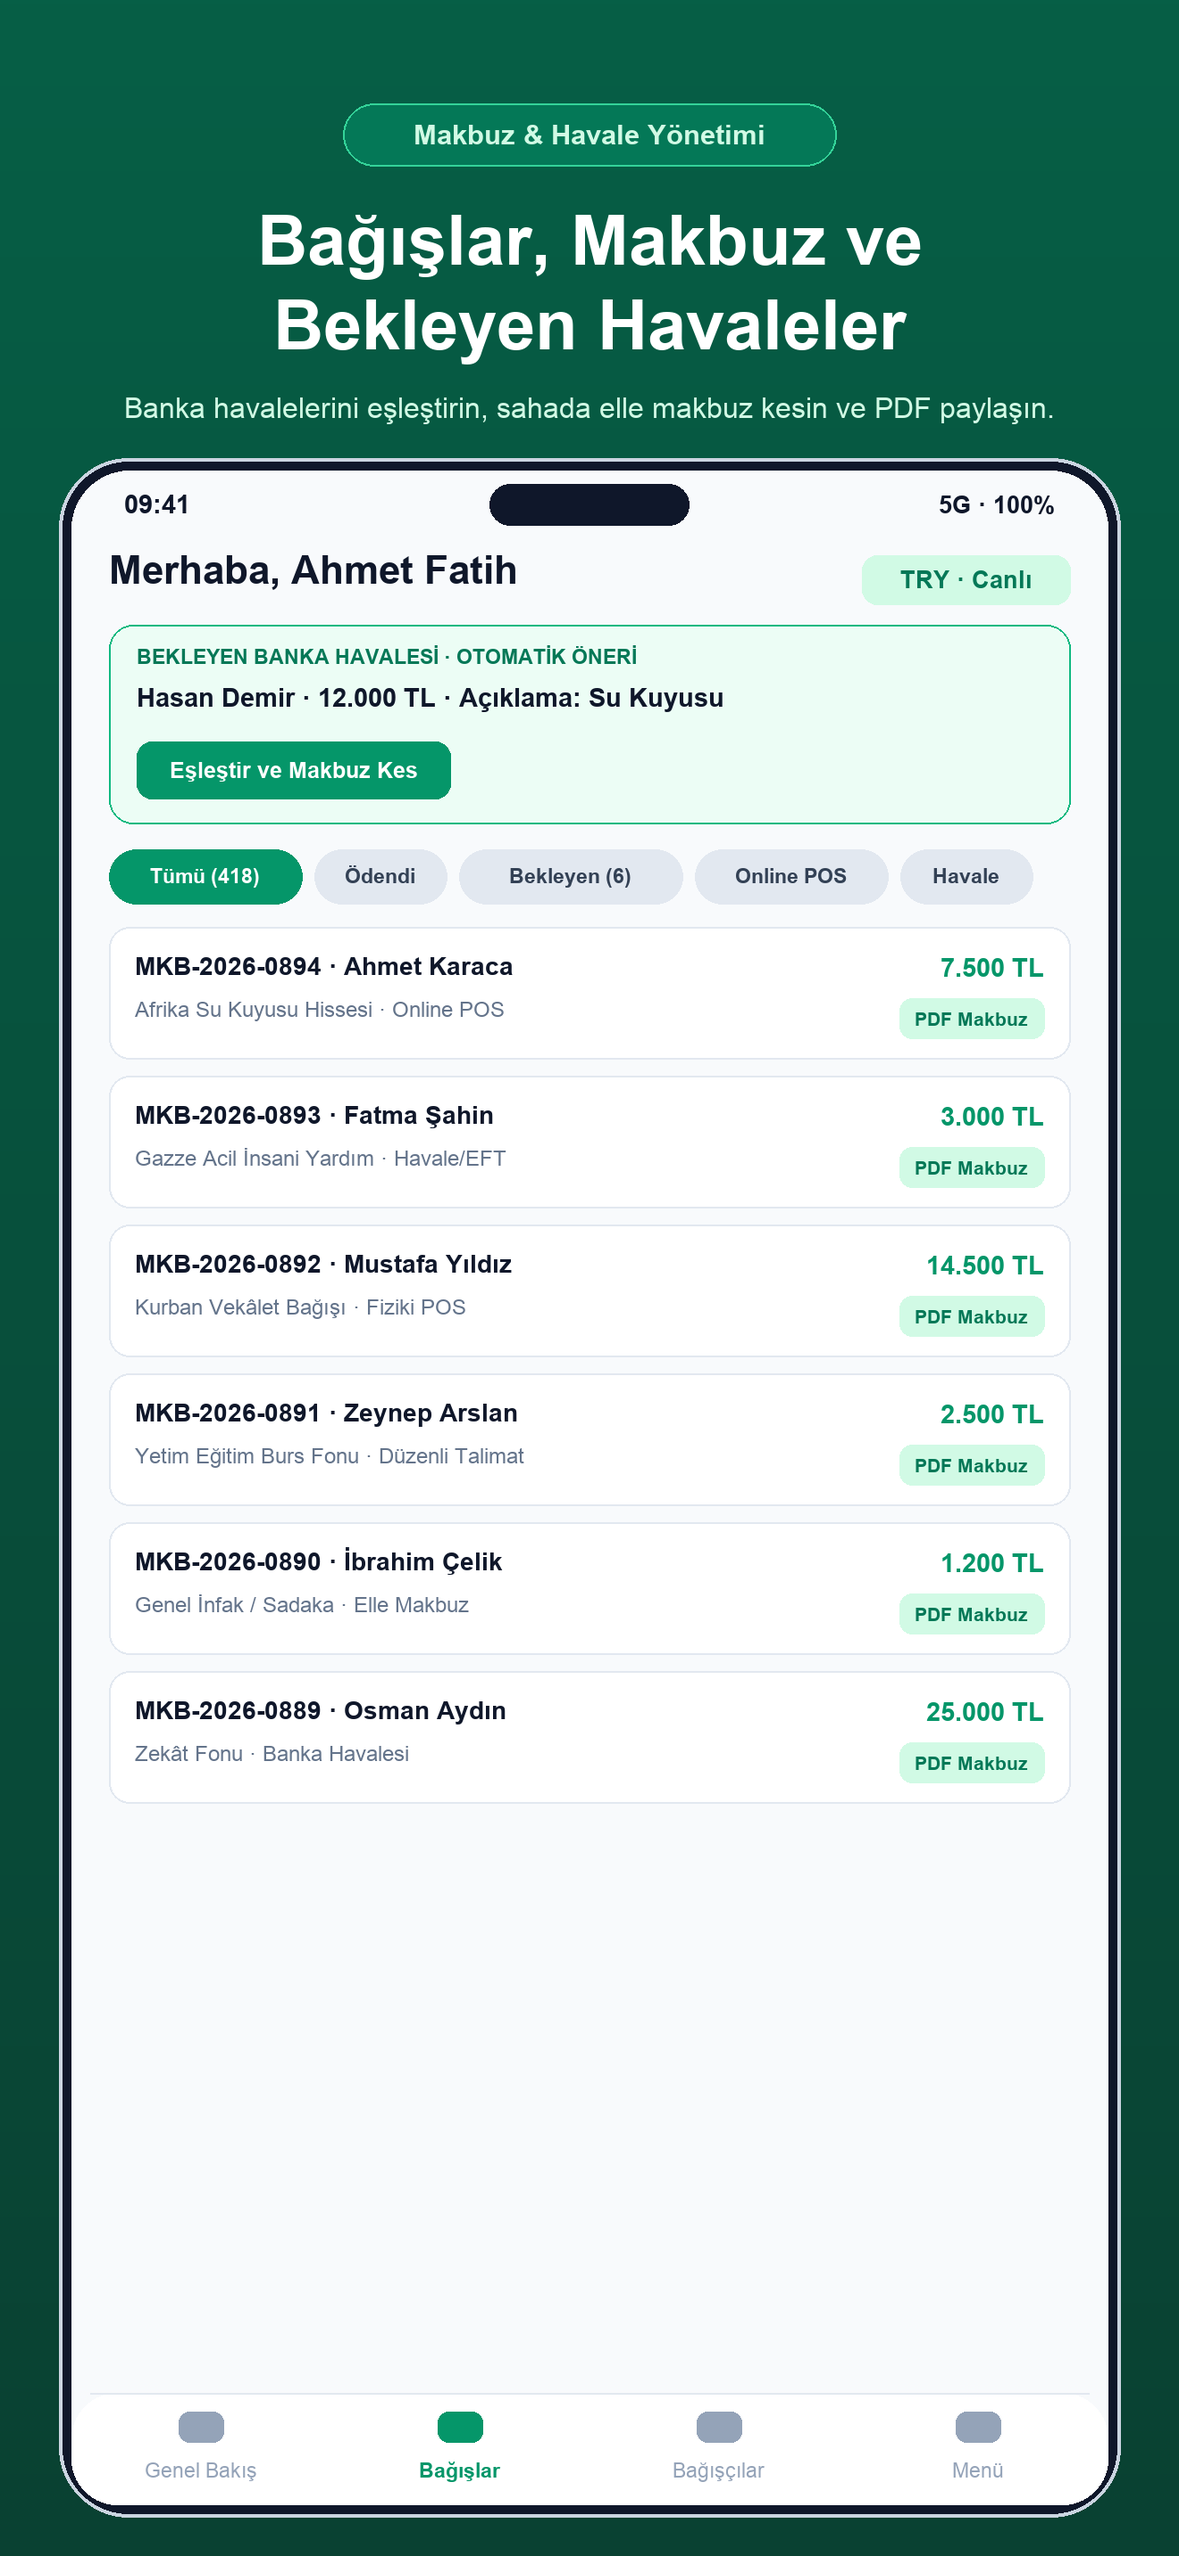 Makbuz & Havale Yönetimi
Bağışlar, Makbuz ve
Bekleyen Havaleler
Banka havalelerini eşleştirin, sahada elle makbuz kesin ve PDF paylaşın.
09:41
5G · 100%
Merhaba, Ahmet Fatih
TRY · Canlı
BEKLEYEN BANKA HAVALESİ · OTOMATİK ÖNERİ
Hasan Demir · 12.000 TL · Açıklama: Su Kuyusu
Eşleştir ve Makbuz Kes
Tümü (418)
Ödendi
Bekleyen (6)
Online POS
Havale
MKB-2026-0894 · Ahmet Karaca
7.500 TL
Afrika Su Kuyusu Hissesi · Online POS
PDF Makbuz
MKB-2026-0893 · Fatma Şahin
3.000 TL
Gazze Acil İnsani Yardım · Havale/EFT
PDF Makbuz
MKB-2026-0892 · Mustafa Yıldız
14.500 TL
Kurban Vekâlet Bağışı · Fiziki POS
PDF Makbuz
MKB-2026-0891 · Zeynep Arslan
2.500 TL
Yetim Eğitim Burs Fonu · Düzenli Talimat
PDF Makbuz
MKB-2026-0890 · İbrahim Çelik
1.200 TL
Genel İnfak / Sadaka · Elle Makbuz
PDF Makbuz
MKB-2026-0889 · Osman Aydın
25.000 TL
Zekât Fonu · Banka Havalesi
PDF Makbuz
Genel Bakış
Bağışlar
Bağışçılar
Menü